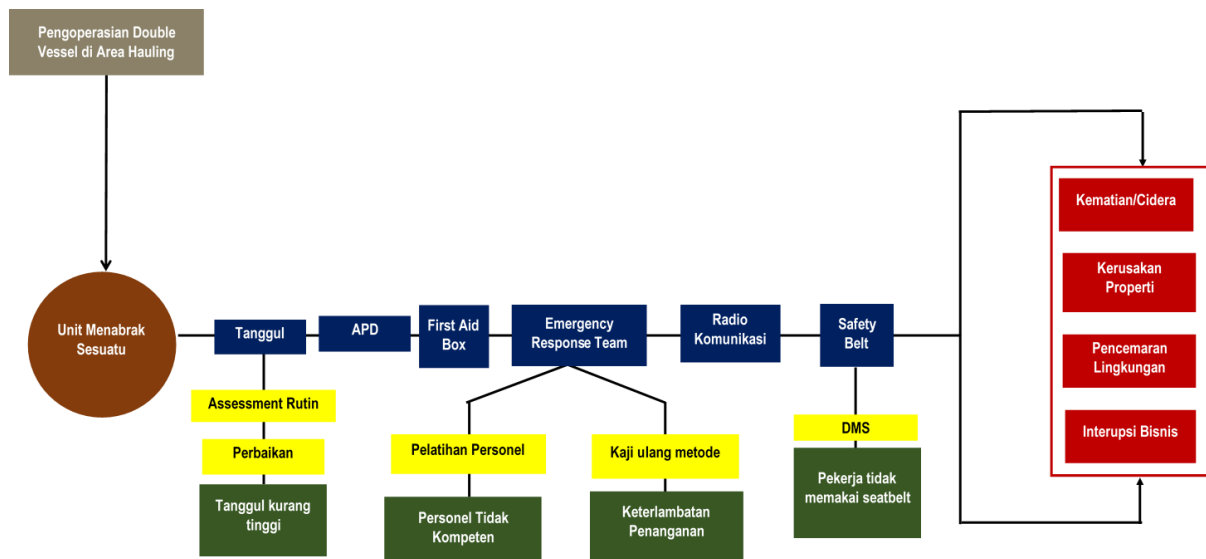 Pengoperasian Double
Vessel di Area Hauling
Unit Menabrak
Sesuatu
Tanggul
APD
First Aid
Box
Emergency
Response Team
Radio
Komunikasi
Safety
Belt
Assessment Rutin
Perbaikan
Tanggul kurang
tinggi
Pelatihan Personel
Personel Tidak
Kompeten
Kaji ulang metode
Keterlambatan
Penanganan
DMS
Pekerja tidak
memakai seatbelt
Kematian/Cidera
Kerusakan
Properti
Pencemaran
Lingkungan
Interupsi Bisnis